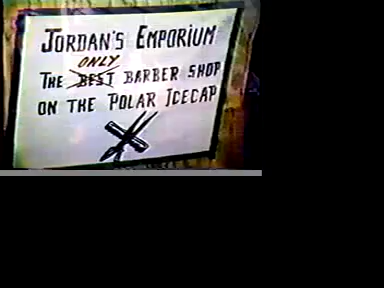 JORDAN'S EMPORIUM
ONLY
THE BEST BARBER SHOP
ON THE POLAR ICECAP